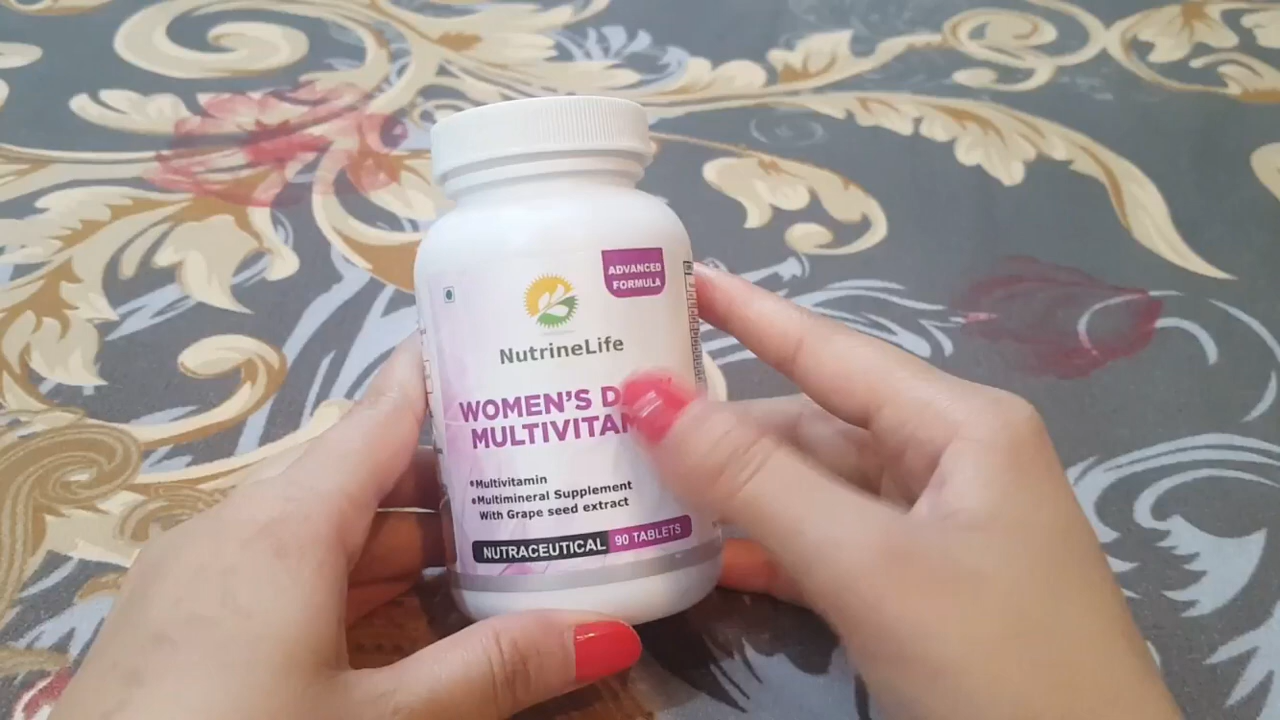 ADVANCED
FORMULA
NutrineLife
WOMEN'S
MULTIVITAM
•Multivitamin
•Multimineral Supplement
With Grape seed extract
NUTRACEUTICAL 90 TABLETS